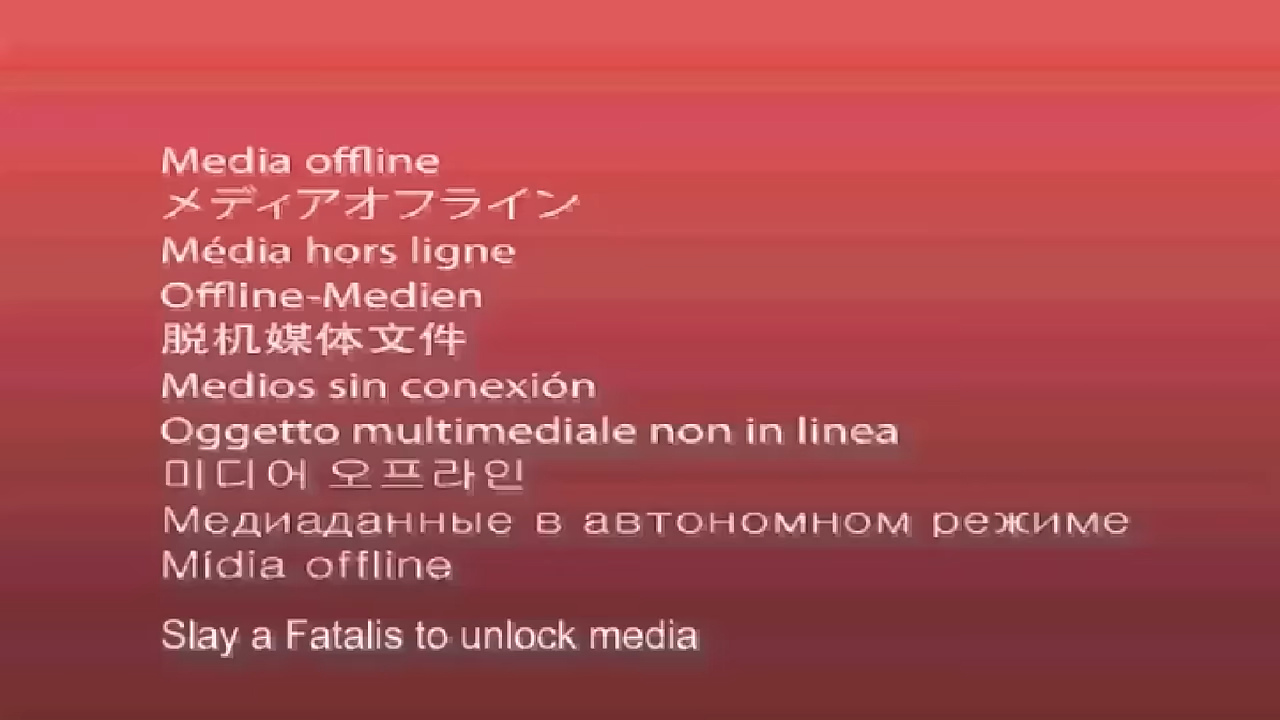 Media offline
メディアオフライン
Média hors ligne
Offline-Medien
脱机媒体文件
Medios sin conexión
Oggetto multimediale non in linea
미디어 오프라인
Медиаданные в автономном режиме
Mídia offline
Slay a Fatalis to unlock media